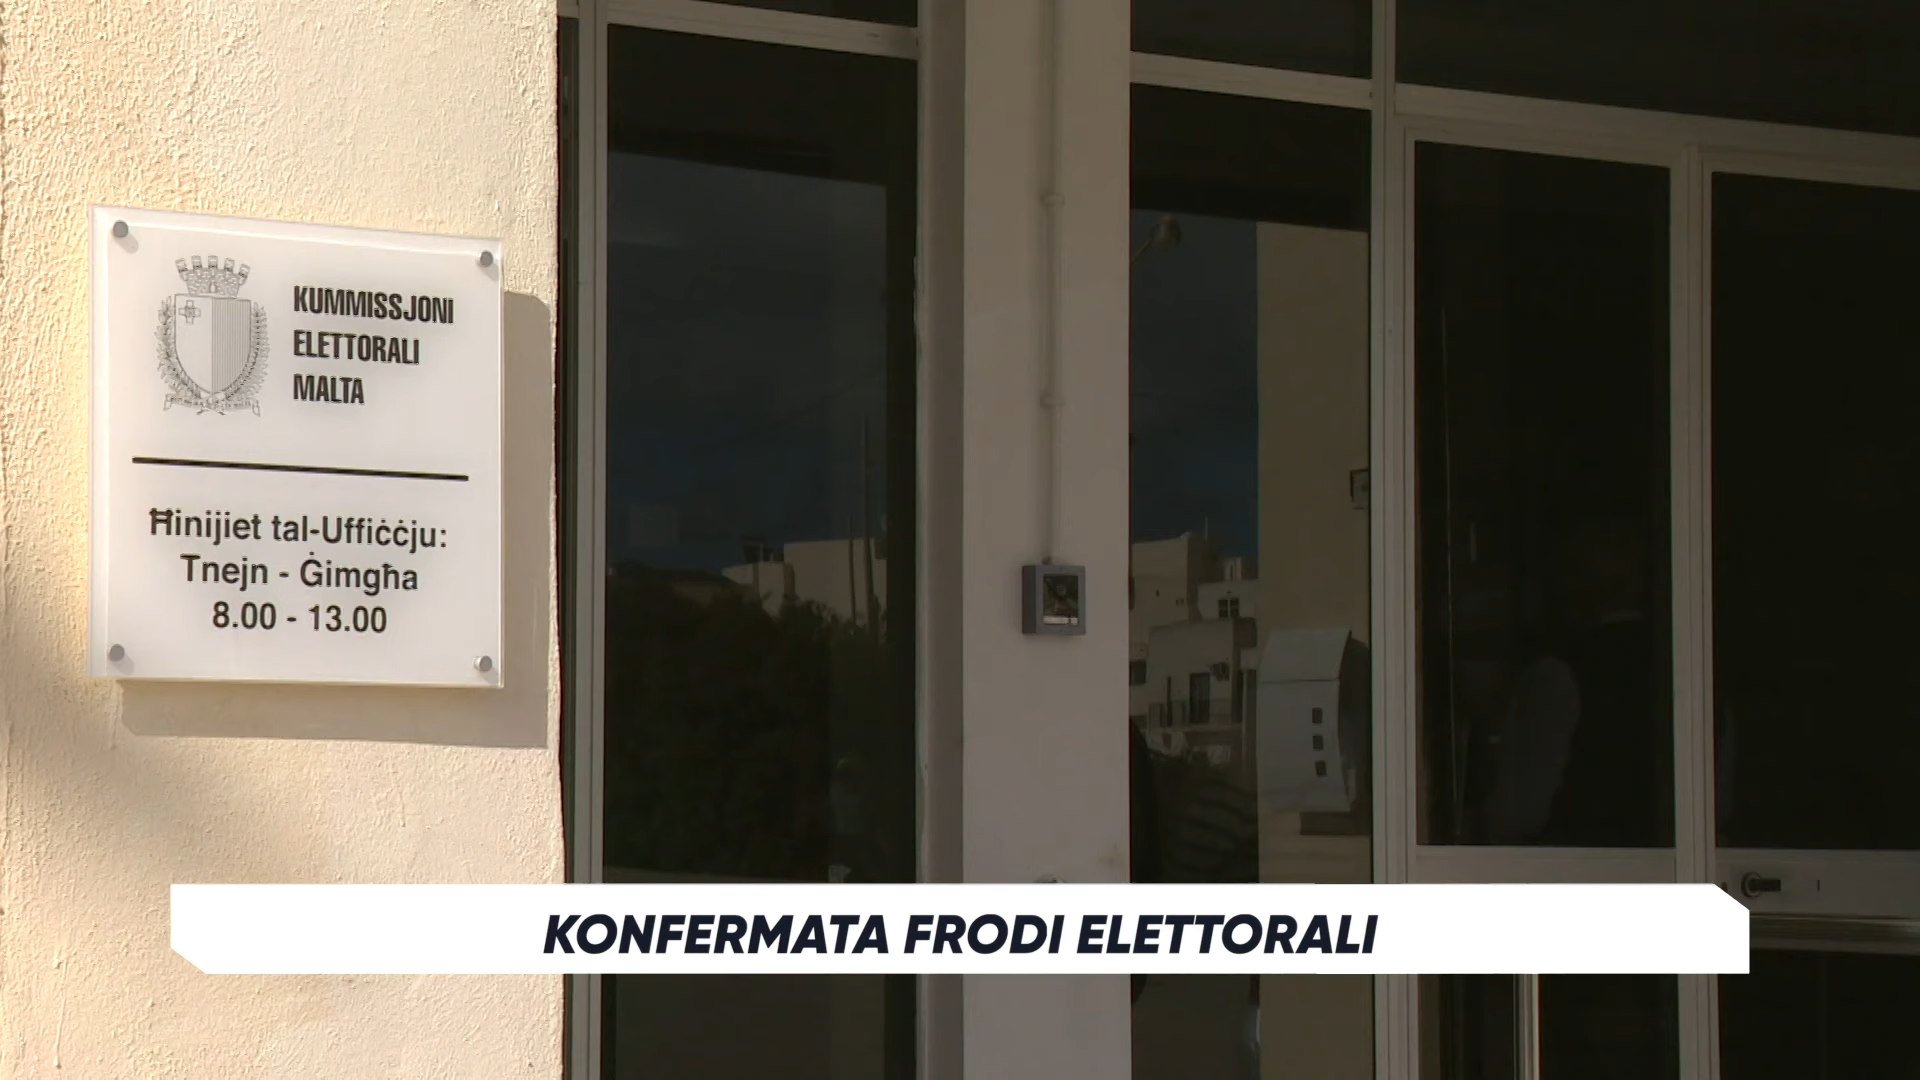 KUMMISSJONI
ELETTORALI
MALTA
Ħinijiet tal-Uffiċċju:
Tnejn - Ġimgħa
8.00 - 13.00
KONFERMATA FRODI ELETTORALI